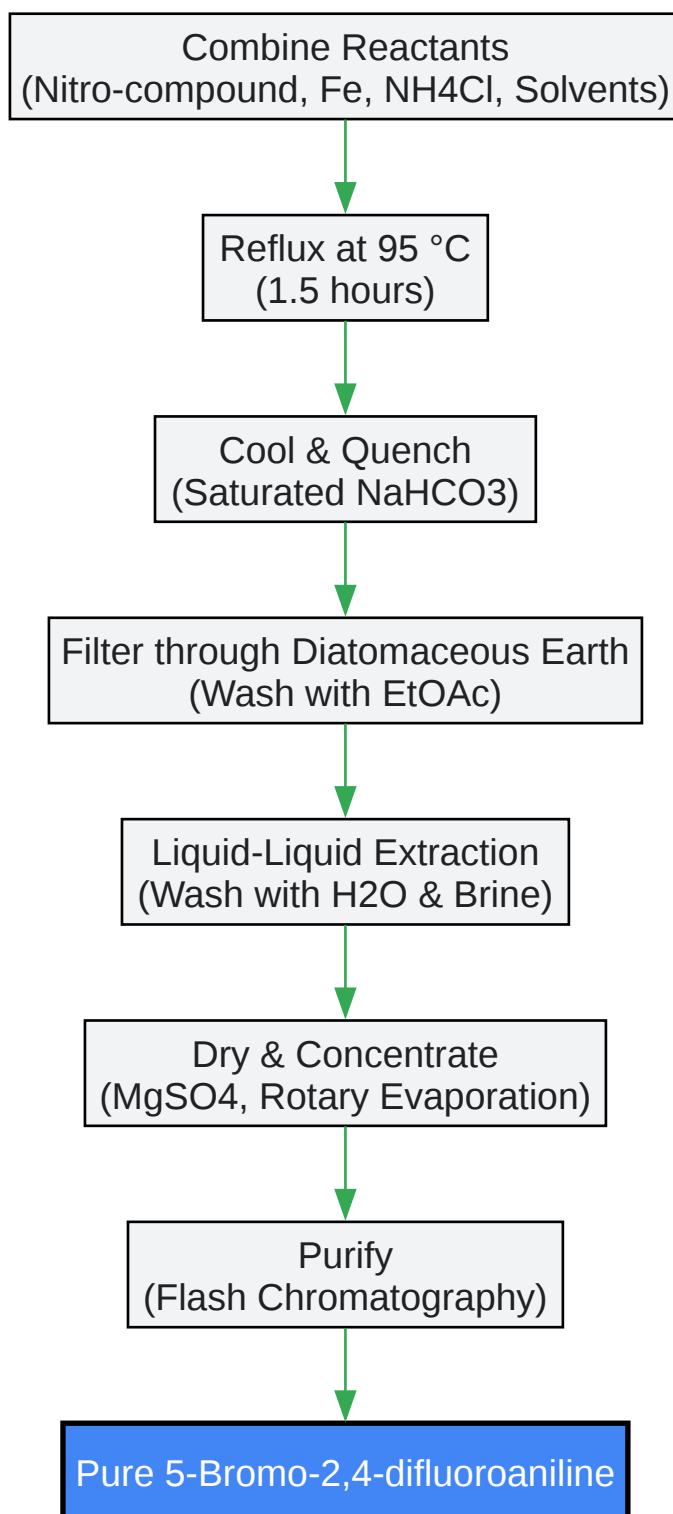 Combine Reactants
(Nitro-compound, Fe, NH4Cl, Solvents)
Reflux at 95 °C
(1.5 hours)
Cool & Quench
(Saturated NaHCO3)
Filter through Diatomaceous Earth
(Wash with EtOAc)
Liquid-Liquid Extraction
(Wash with H2O & Brine)
Dry & Concentrate
(MgSO4, Rotary Evaporation)
Purify
(Flash Chromatography)
Pure 5-Bromo-2,4-difluoroaniline